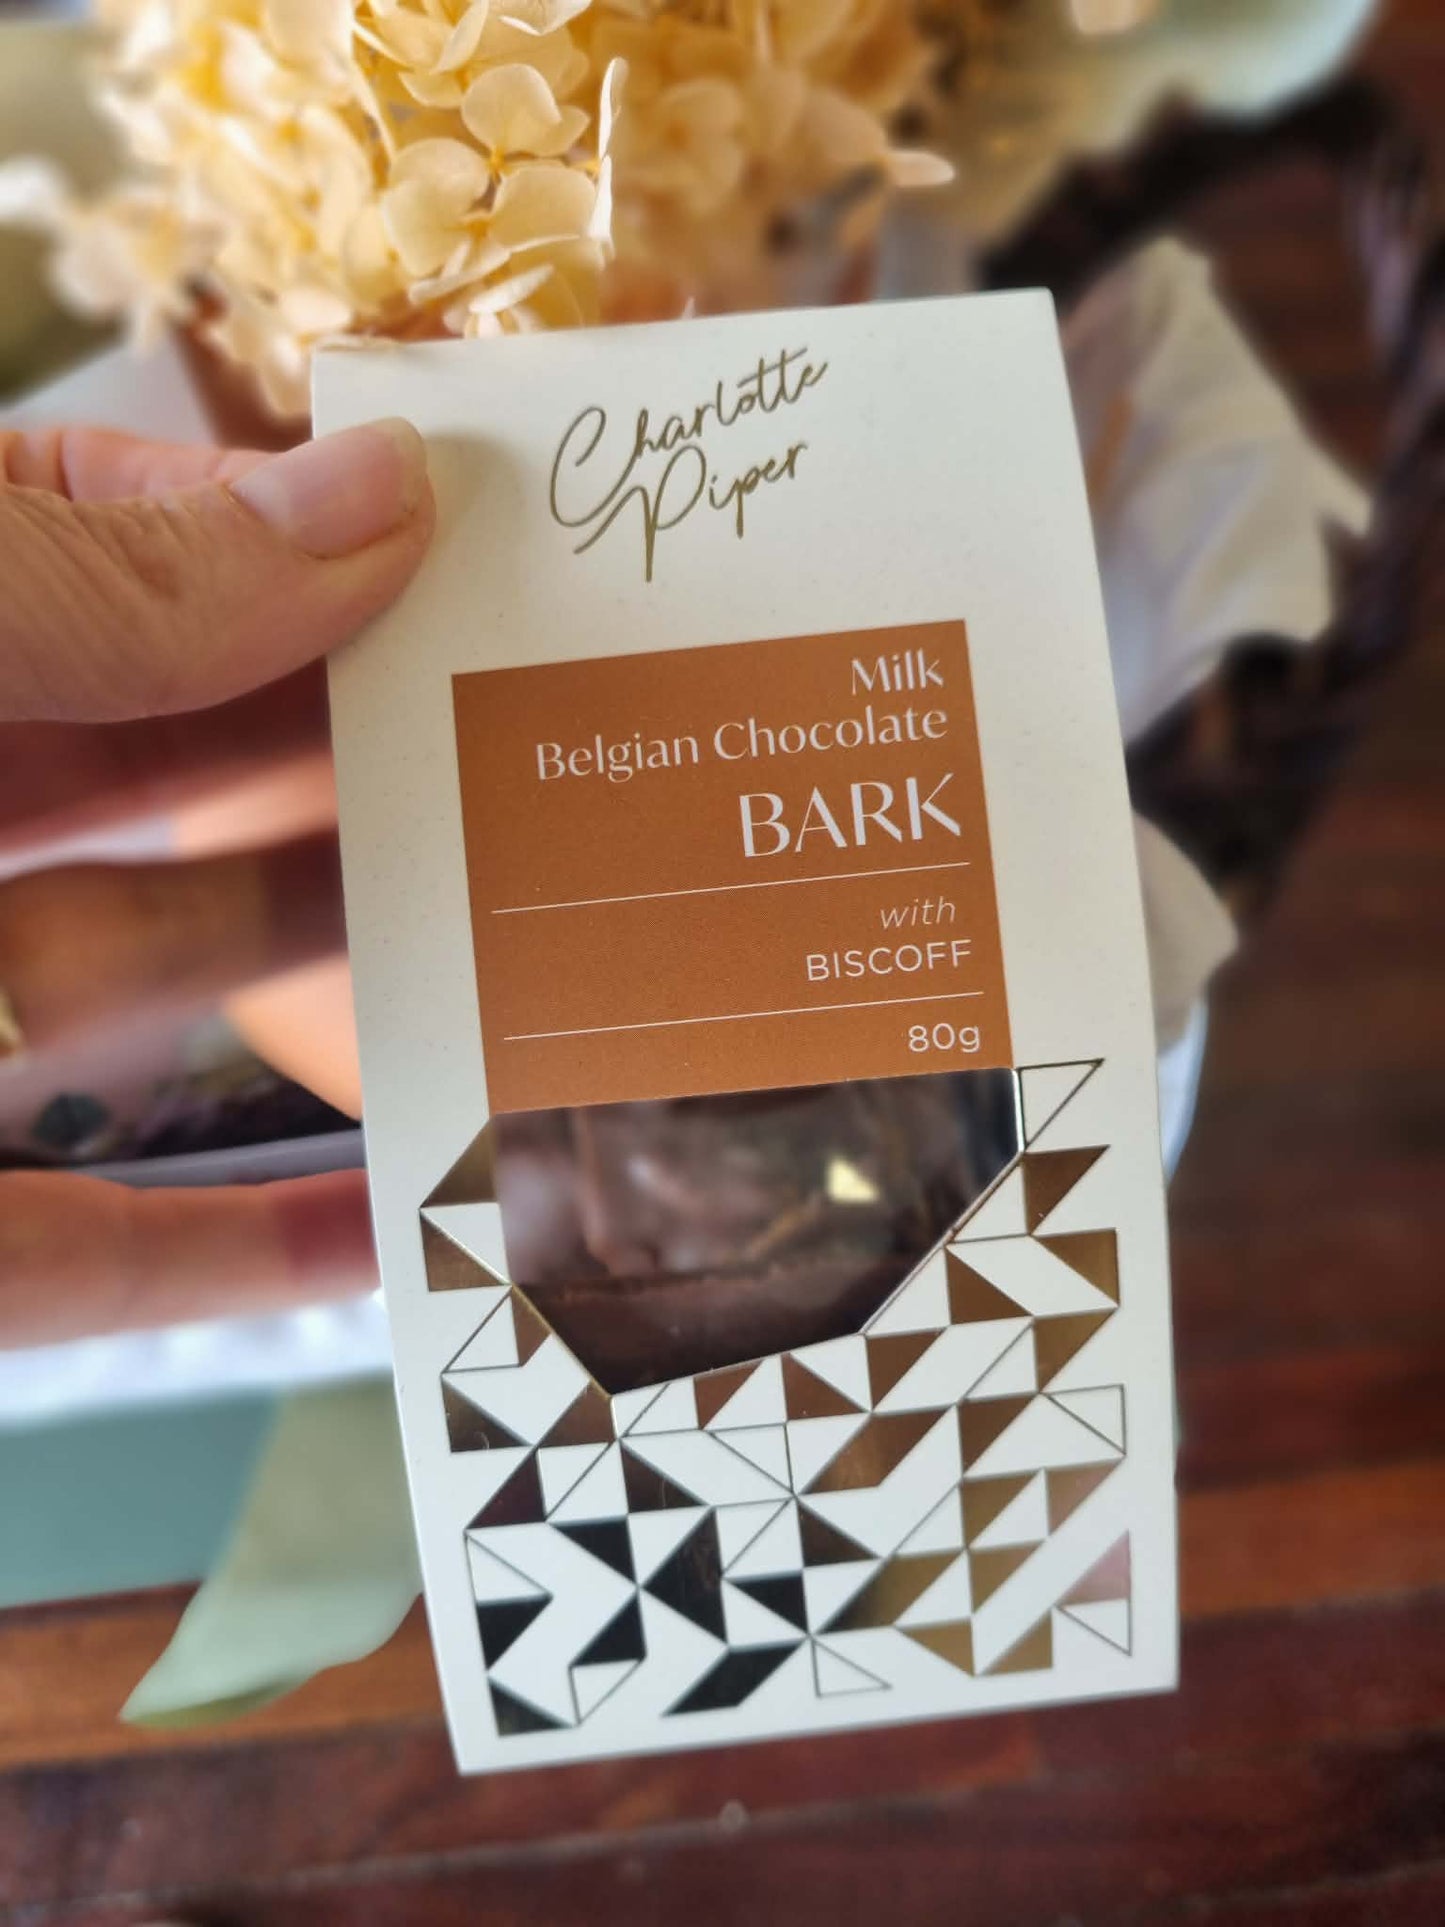 Charlotte
Piper
Milk
Belgian Chocolate
BARK
with
BISCOFF
80g